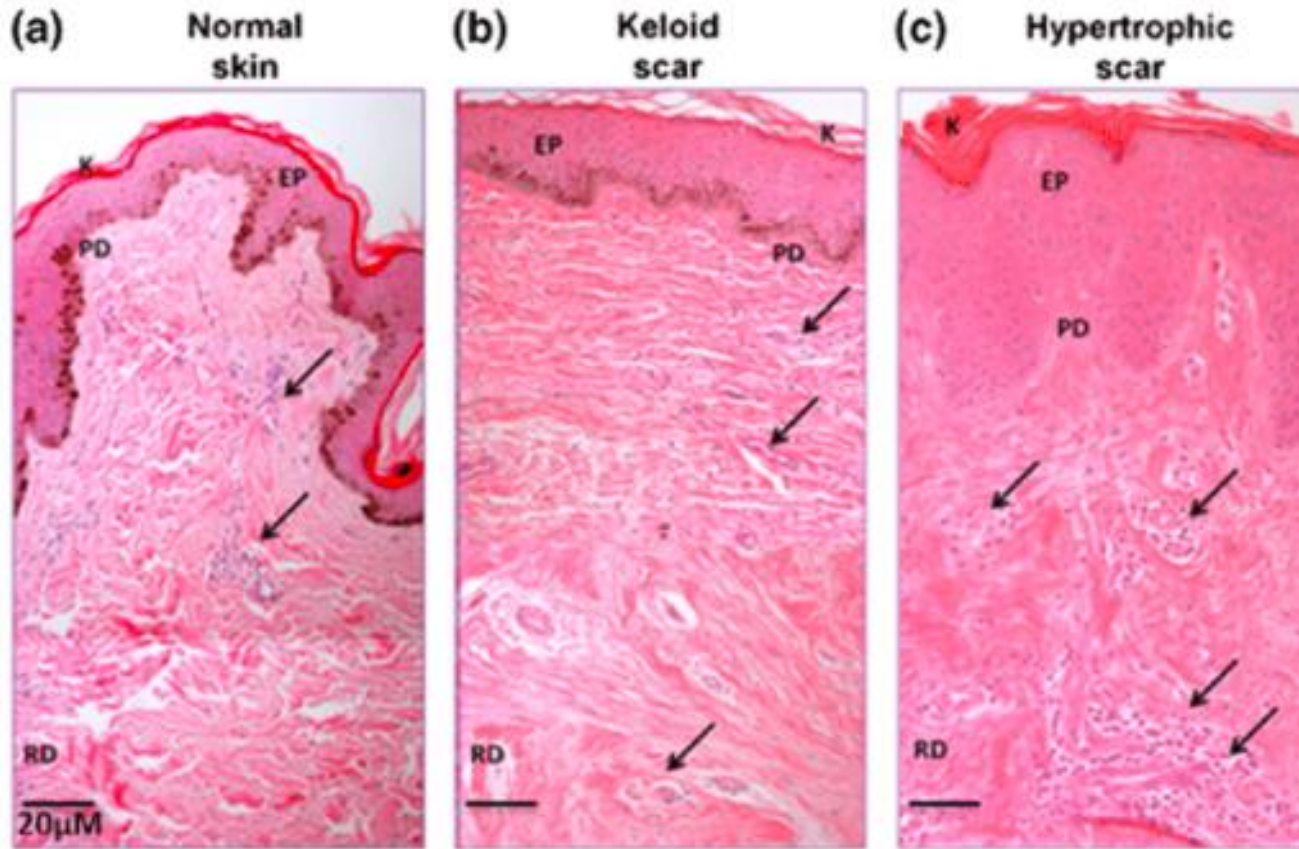 (a) Normal
skin
(b) Keloid
scar
(c) Hypertrophic
scar
K
EP
PD
RD
20µM
EP
K
PD
RD
K
EP
PD
RD